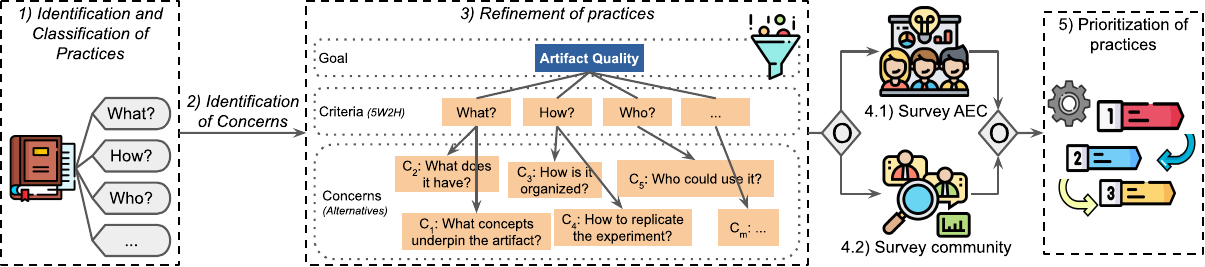 1) Identification and
Classification of
Practices
What?
How?
Who?
...
2) Identification
of Concerns
3) Refinement of practices
Goal
Artifact Quality
Criteria (5W2H)
What?
How?
Who?
...
Concerns
(Alternatives)
C2: What does
it have?
C3: How is it
organized?
C5: Who could use it?
C1: What concepts
underpin the artifact?
C4: How to replicate
the experiment?
Cm: ...
O
4.1) Survey AEC
4.2) Survey community
O
5) Prioritization of
practices
1
2
3